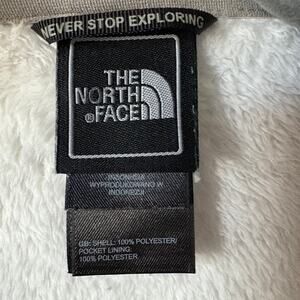 NEVER STOP EXPLORING
THE
NORTH
FACE
®
INDONESIA
WYPRODUKOWANO W
INDONEZJI
GB: SHELL: 100% POLYESTER/
POCKET LINING:
100% POLYESTER